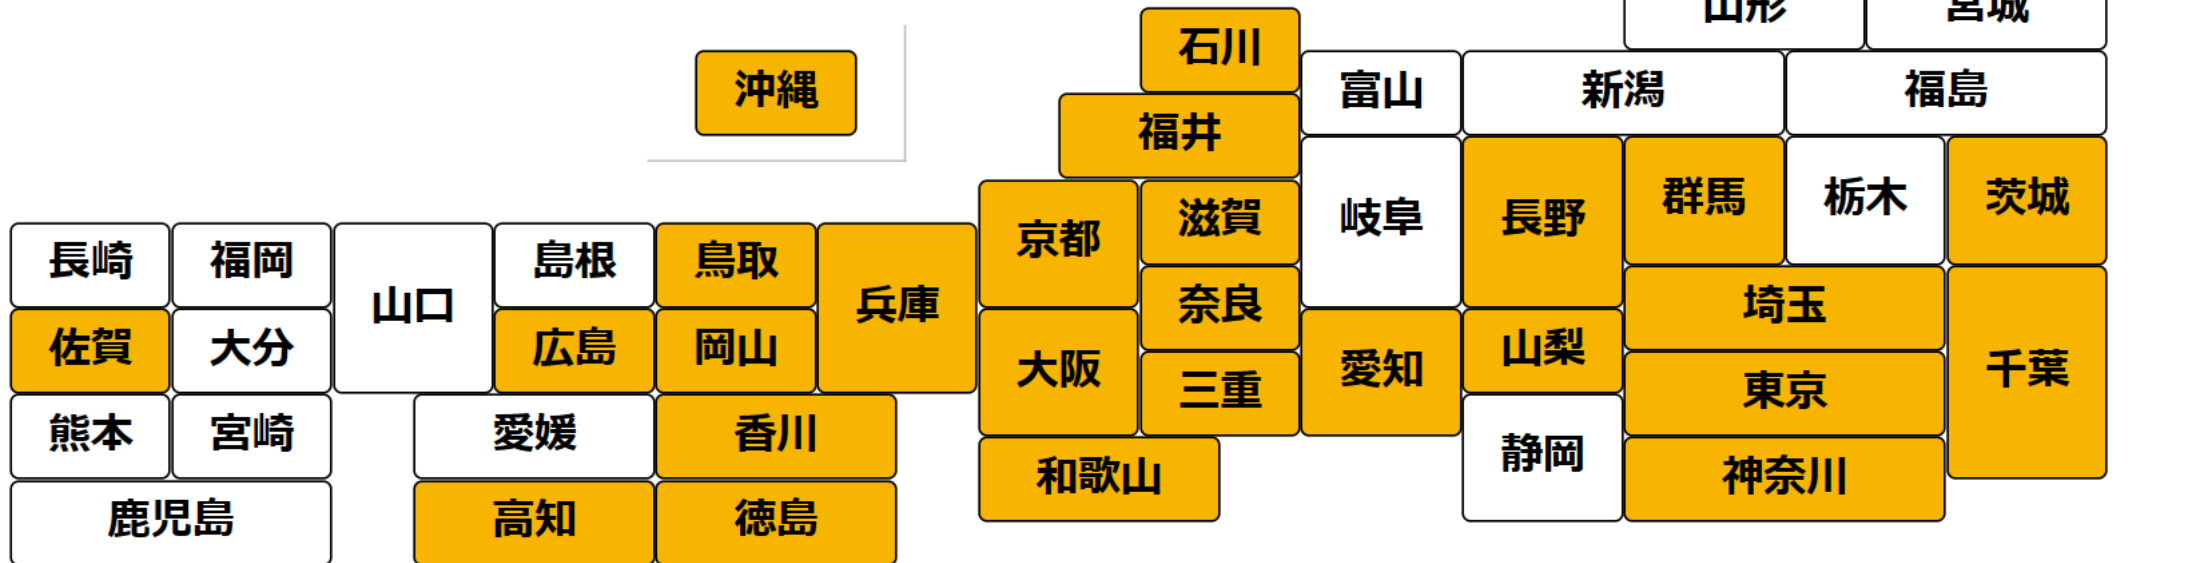 山形
宮城
石川
沖縄
富山
新潟
福島
福井
長野
群馬
栃木
茨城
岐阜
京都
滋賀
長崎
福岡
山口
島根
鳥取
兵庫
奈良
埼玉
佐賀
大分
広島
岡山
大阪
三重
愛知
山梨
東京
千葉
熊本
宮崎
愛媛
香川
和歌山
静岡
神奈川
鹿児島
高知
徳島